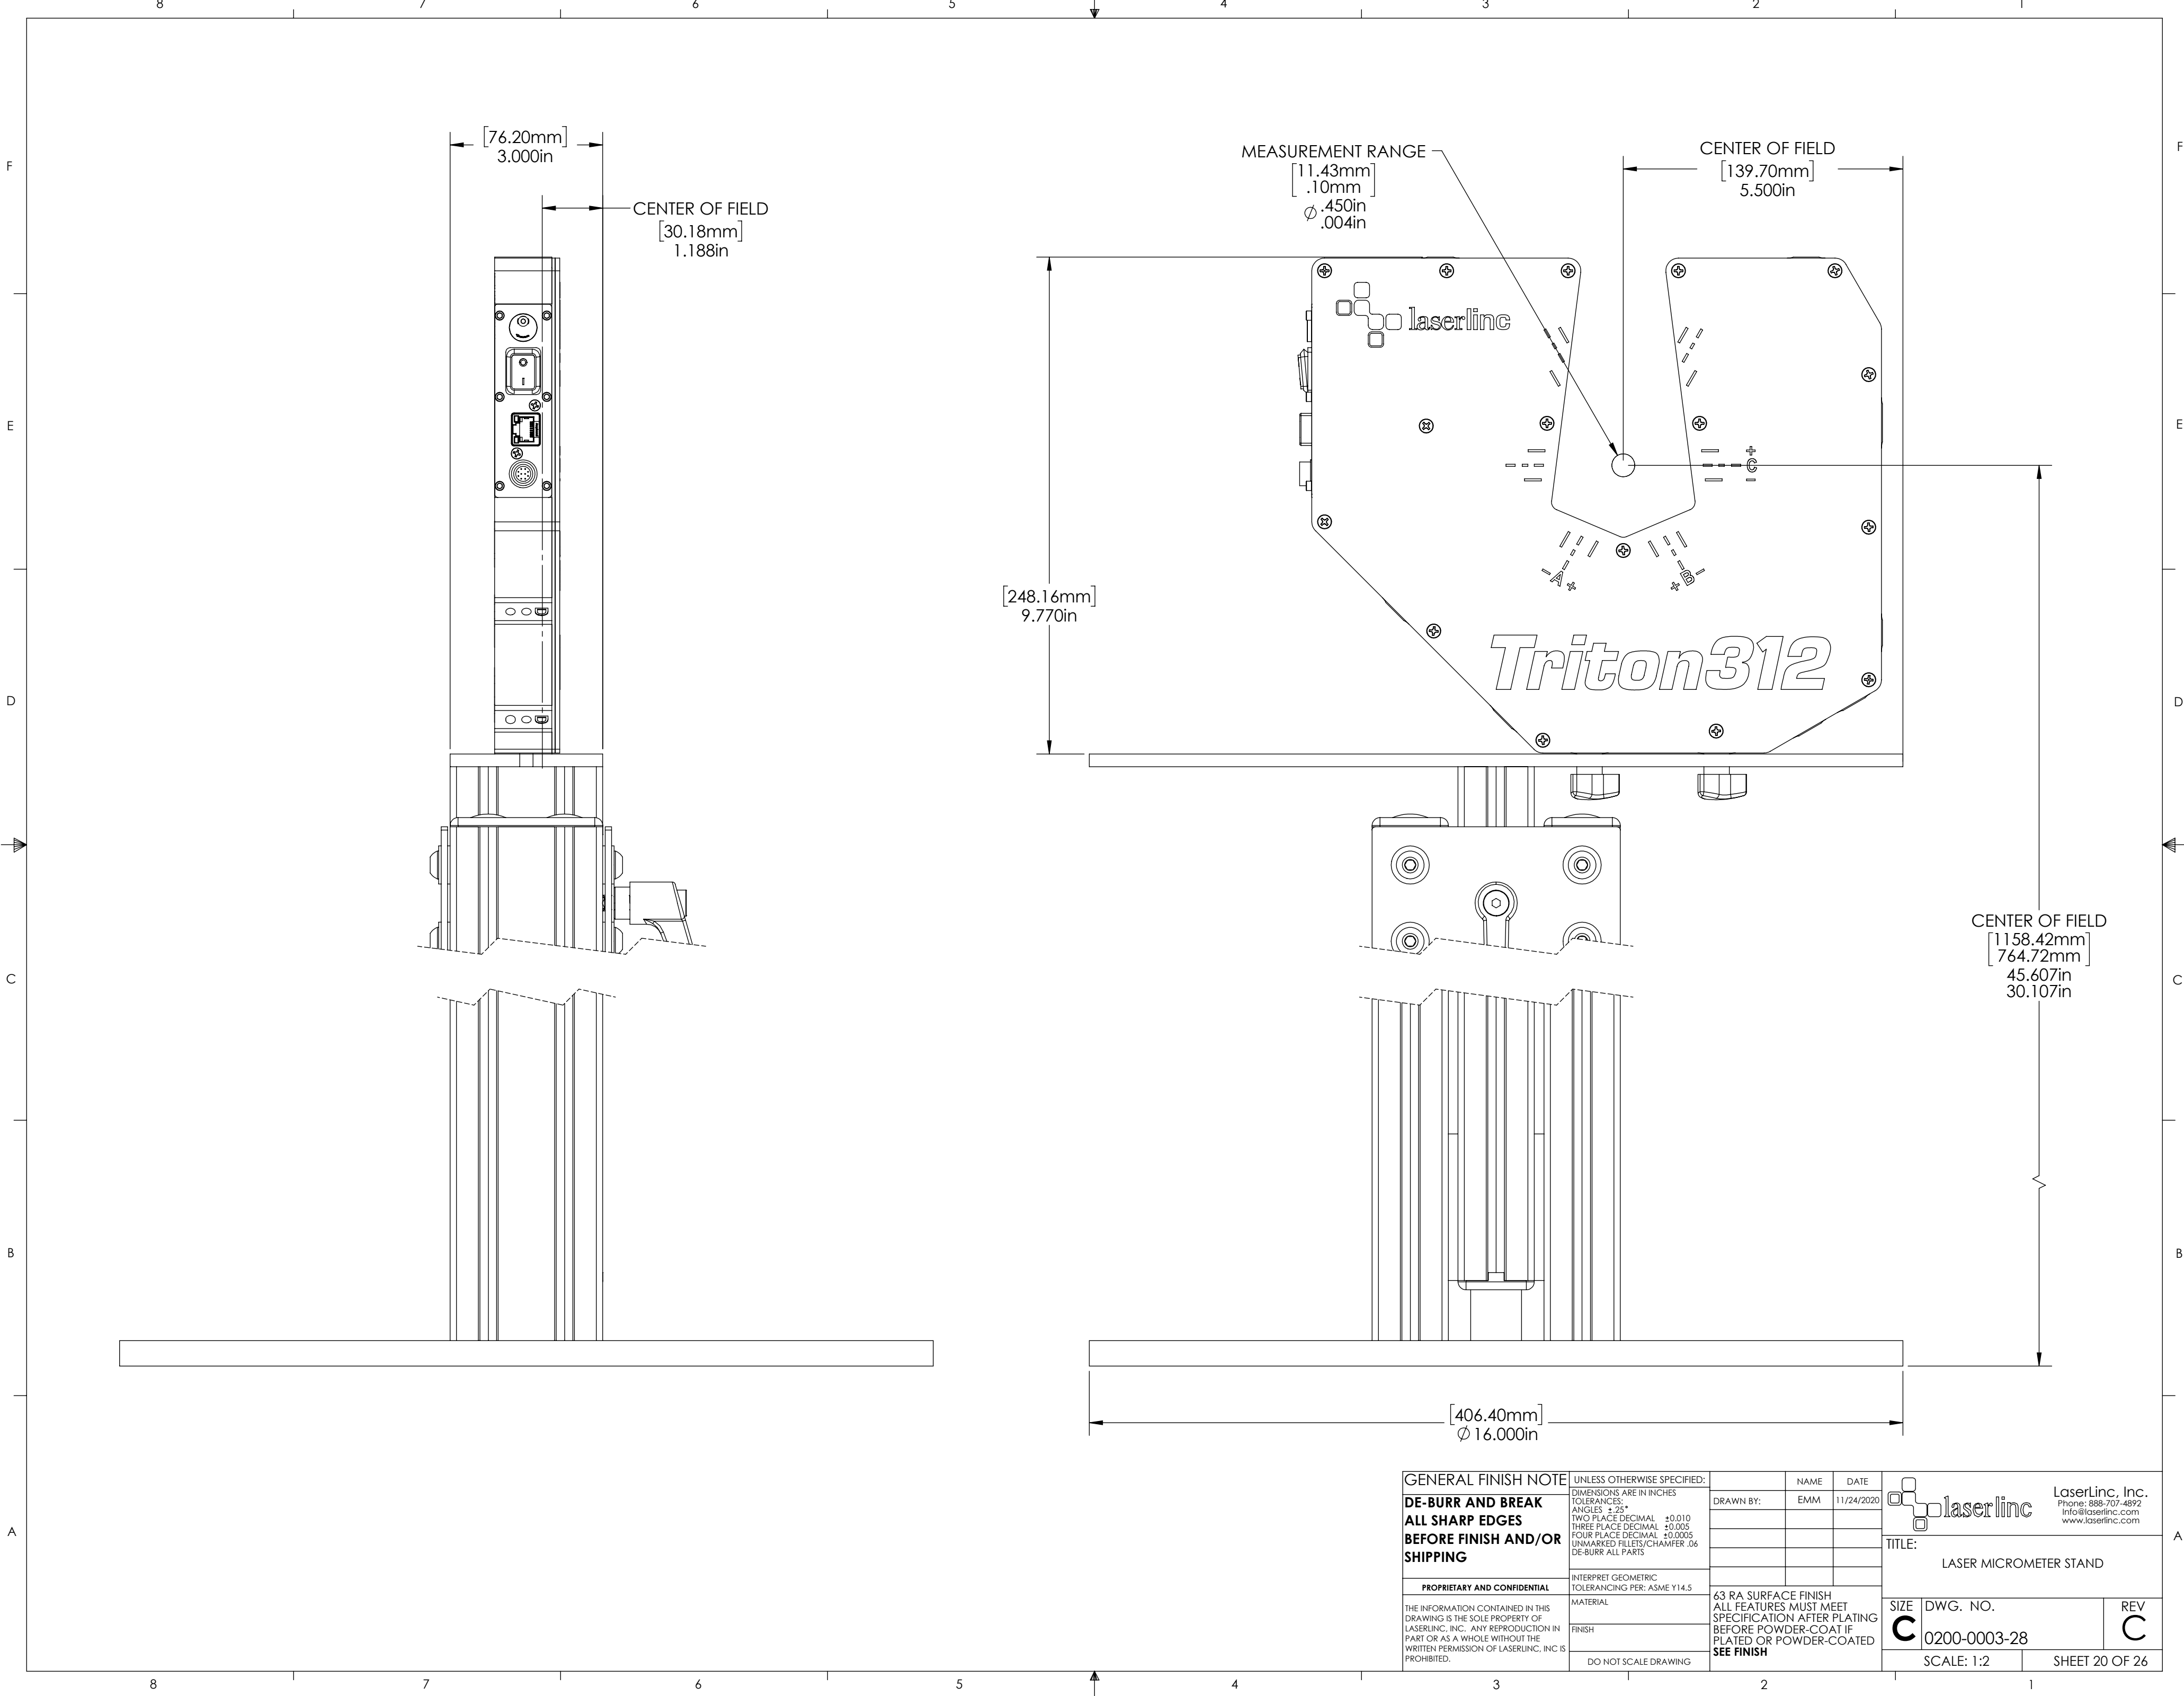 8 7 6 5 4 3 2 1
F
E
D
C
B
A
[76.20mm]
3.000in
CENTER OF FIELD
[30.18mm]
1.188in
MEASUREMENT RANGE
[11.43mm]
[.10mm]
⌀ .450in
.004in
CENTER OF FIELD
[139.70mm]
5.500in
laserlinc
+
C
-
- A +
+ B -
Triton312
[248.16mm]
9.770in
CENTER OF FIELD
[1158.42mm]
[764.72mm]
45.607in
30.107in
[406.40mm]
⌀ 16.000in
GENERAL FINISH NOTE
DE-BURR AND BREAK
ALL SHARP EDGES
BEFORE FINISH AND/OR
SHIPPING
PROPRIETARY AND CONFIDENTIAL
THE INFORMATION CONTAINED IN THIS
DRAWING IS THE SOLE PROPERTY OF
LASERLINC, INC. ANY REPRODUCTION IN
PART OR AS A WHOLE WITHOUT THE
WRITTEN PERMISSION OF LASERLINC, INC IS
PROHIBITED.
UNLESS OTHERWISE SPECIFIED:
DIMENSIONS ARE IN INCHES
TOLERANCES:
ANGLES ±.25°
TWO PLACE DECIMAL ±0.010
THREE PLACE DECIMAL ±0.005
FOUR PLACE DECIMAL ±0.0005
UNMARKED FILLETS/CHAMFER .06
DE-BURR ALL PARTS
INTERPRET GEOMETRIC
TOLERANCING PER: ASME Y14.5
MATERIAL
FINISH
DO NOT SCALE DRAWING
NAME DATE
DRAWN BY: EMM 11/24/2020
63 RA SURFACE FINISH
ALL FEATURES MUST MEET
SPECIFICATION AFTER PLATING
BEFORE POWDER-COAT IF
PLATED OR POWDER-COATED
SEE FINISH
laserlinc
LaserLinc, Inc.
Phone: 888-707-4892
Info@laserlinc.com
www.laserlinc.com
TITLE:
LASER MICROMETER STAND
SIZE DWG. NO. REV
C 0200-0003-28 C
SCALE: 1:2 SHEET 20 OF 26
F
E
D
C
B
A
8 7 6 5 4 3 2 1